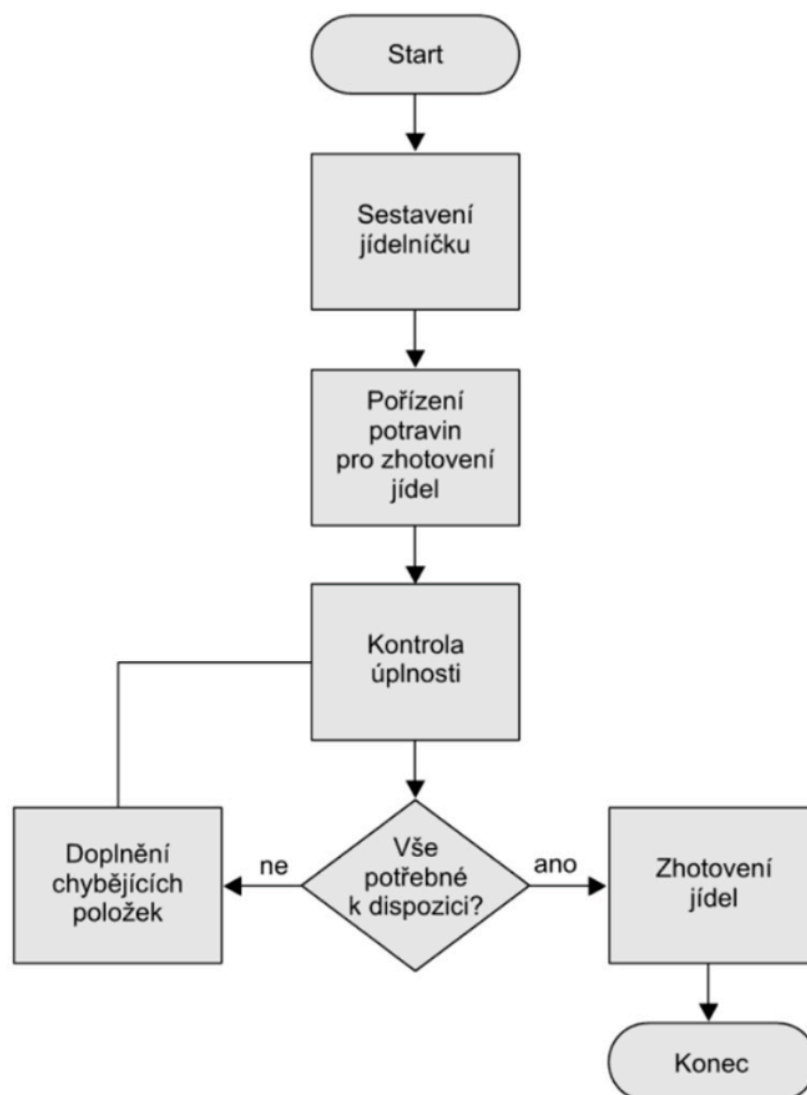 Start
Sestavení
jídelníčku
Pořízení
potravin
pro zhotovení
jídel
Kontrola
úplnosti
Doplnění
chybějících
položek
ne
Vše
potřebné
k dispozici?
ano
Zhotovení
jídel
Konec